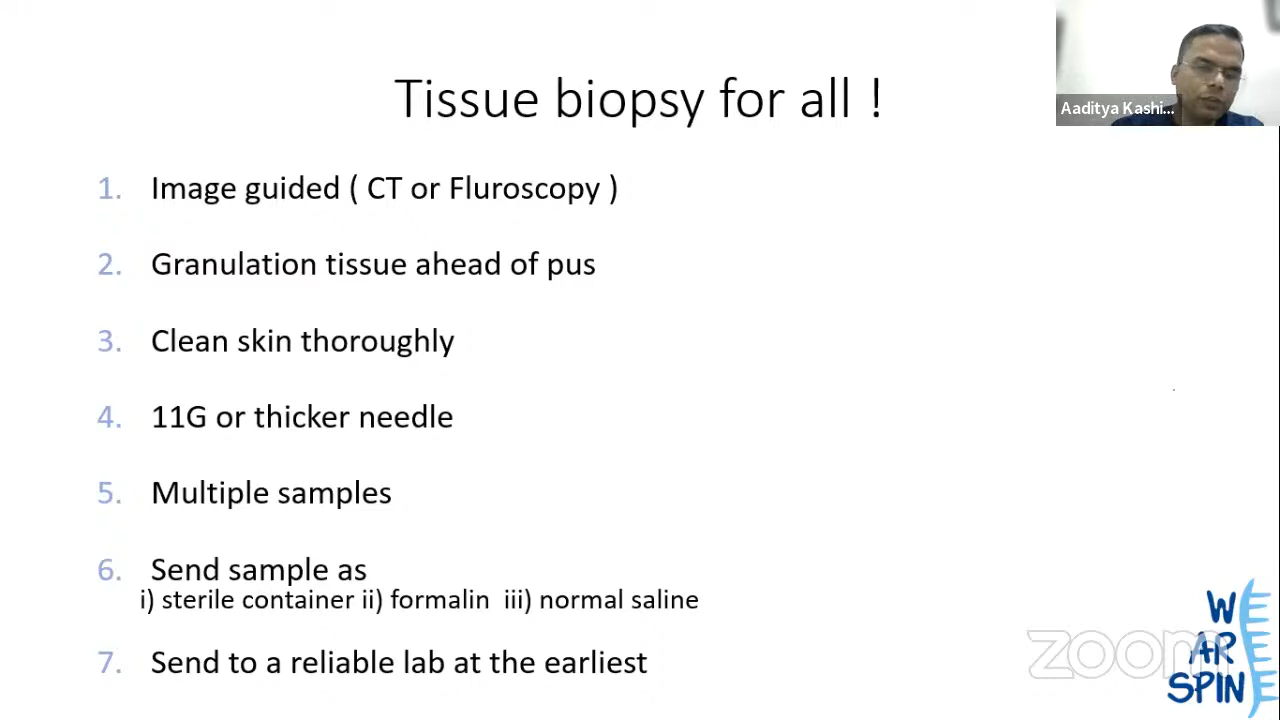 Tissue biopsy for all !
Aaditya Kashi...
1. Image guided ( CT or Fluroscopy )
2. Granulation tissue ahead of pus
3. Clean skin thoroughly
4. 11G or thicker needle
5. Multiple samples
6. Send sample as
i) sterile container ii) formalin iii) normal saline
7. Send to a reliable lab at the earliest
zoom
WE
AR
SPIN